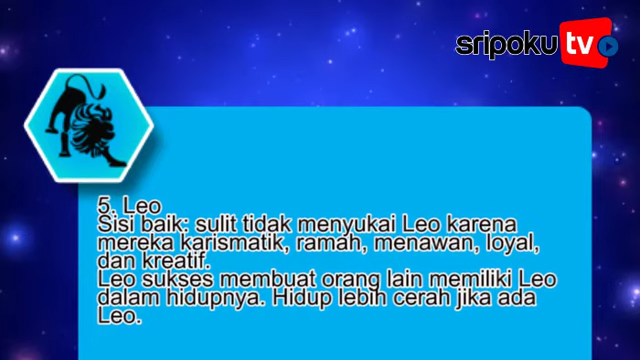 sripoku tv
5. Leo
Sisi baik: sulit tidak menyukai Leo karena
mereka karismatik, ramah, menawan, loyal,
dan kreatif.
Leo sukses membuat orang lain memiliki Leo
dalam hidupnya. Hidup lebih cerah jika ada
Leo.